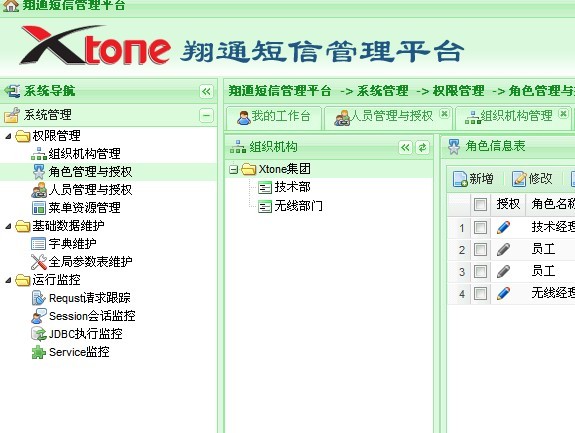 翔通短信管理平台
Xtone 翔通短信管理平台
系统导航
翔通短信管理平台 -> 系统管理 -> 权限管理 -> 角色管理与
系统管理
我的工作台 人员管理与授权 组织机构管理
权限管理
组织机构管理
角色管理与授权
人员管理与授权
菜单资源管理
基础数据维护
字典维护
全局参数表维护
运行监控
Requst请求跟踪
Session会话监控
JDBC执行监控
Service监控
组织机构
Xtone集团
技术部
无线部门
角色信息表
新增 修改
授权 角色名称
1 技术经理
2 员工
3 员工
4 无线经理